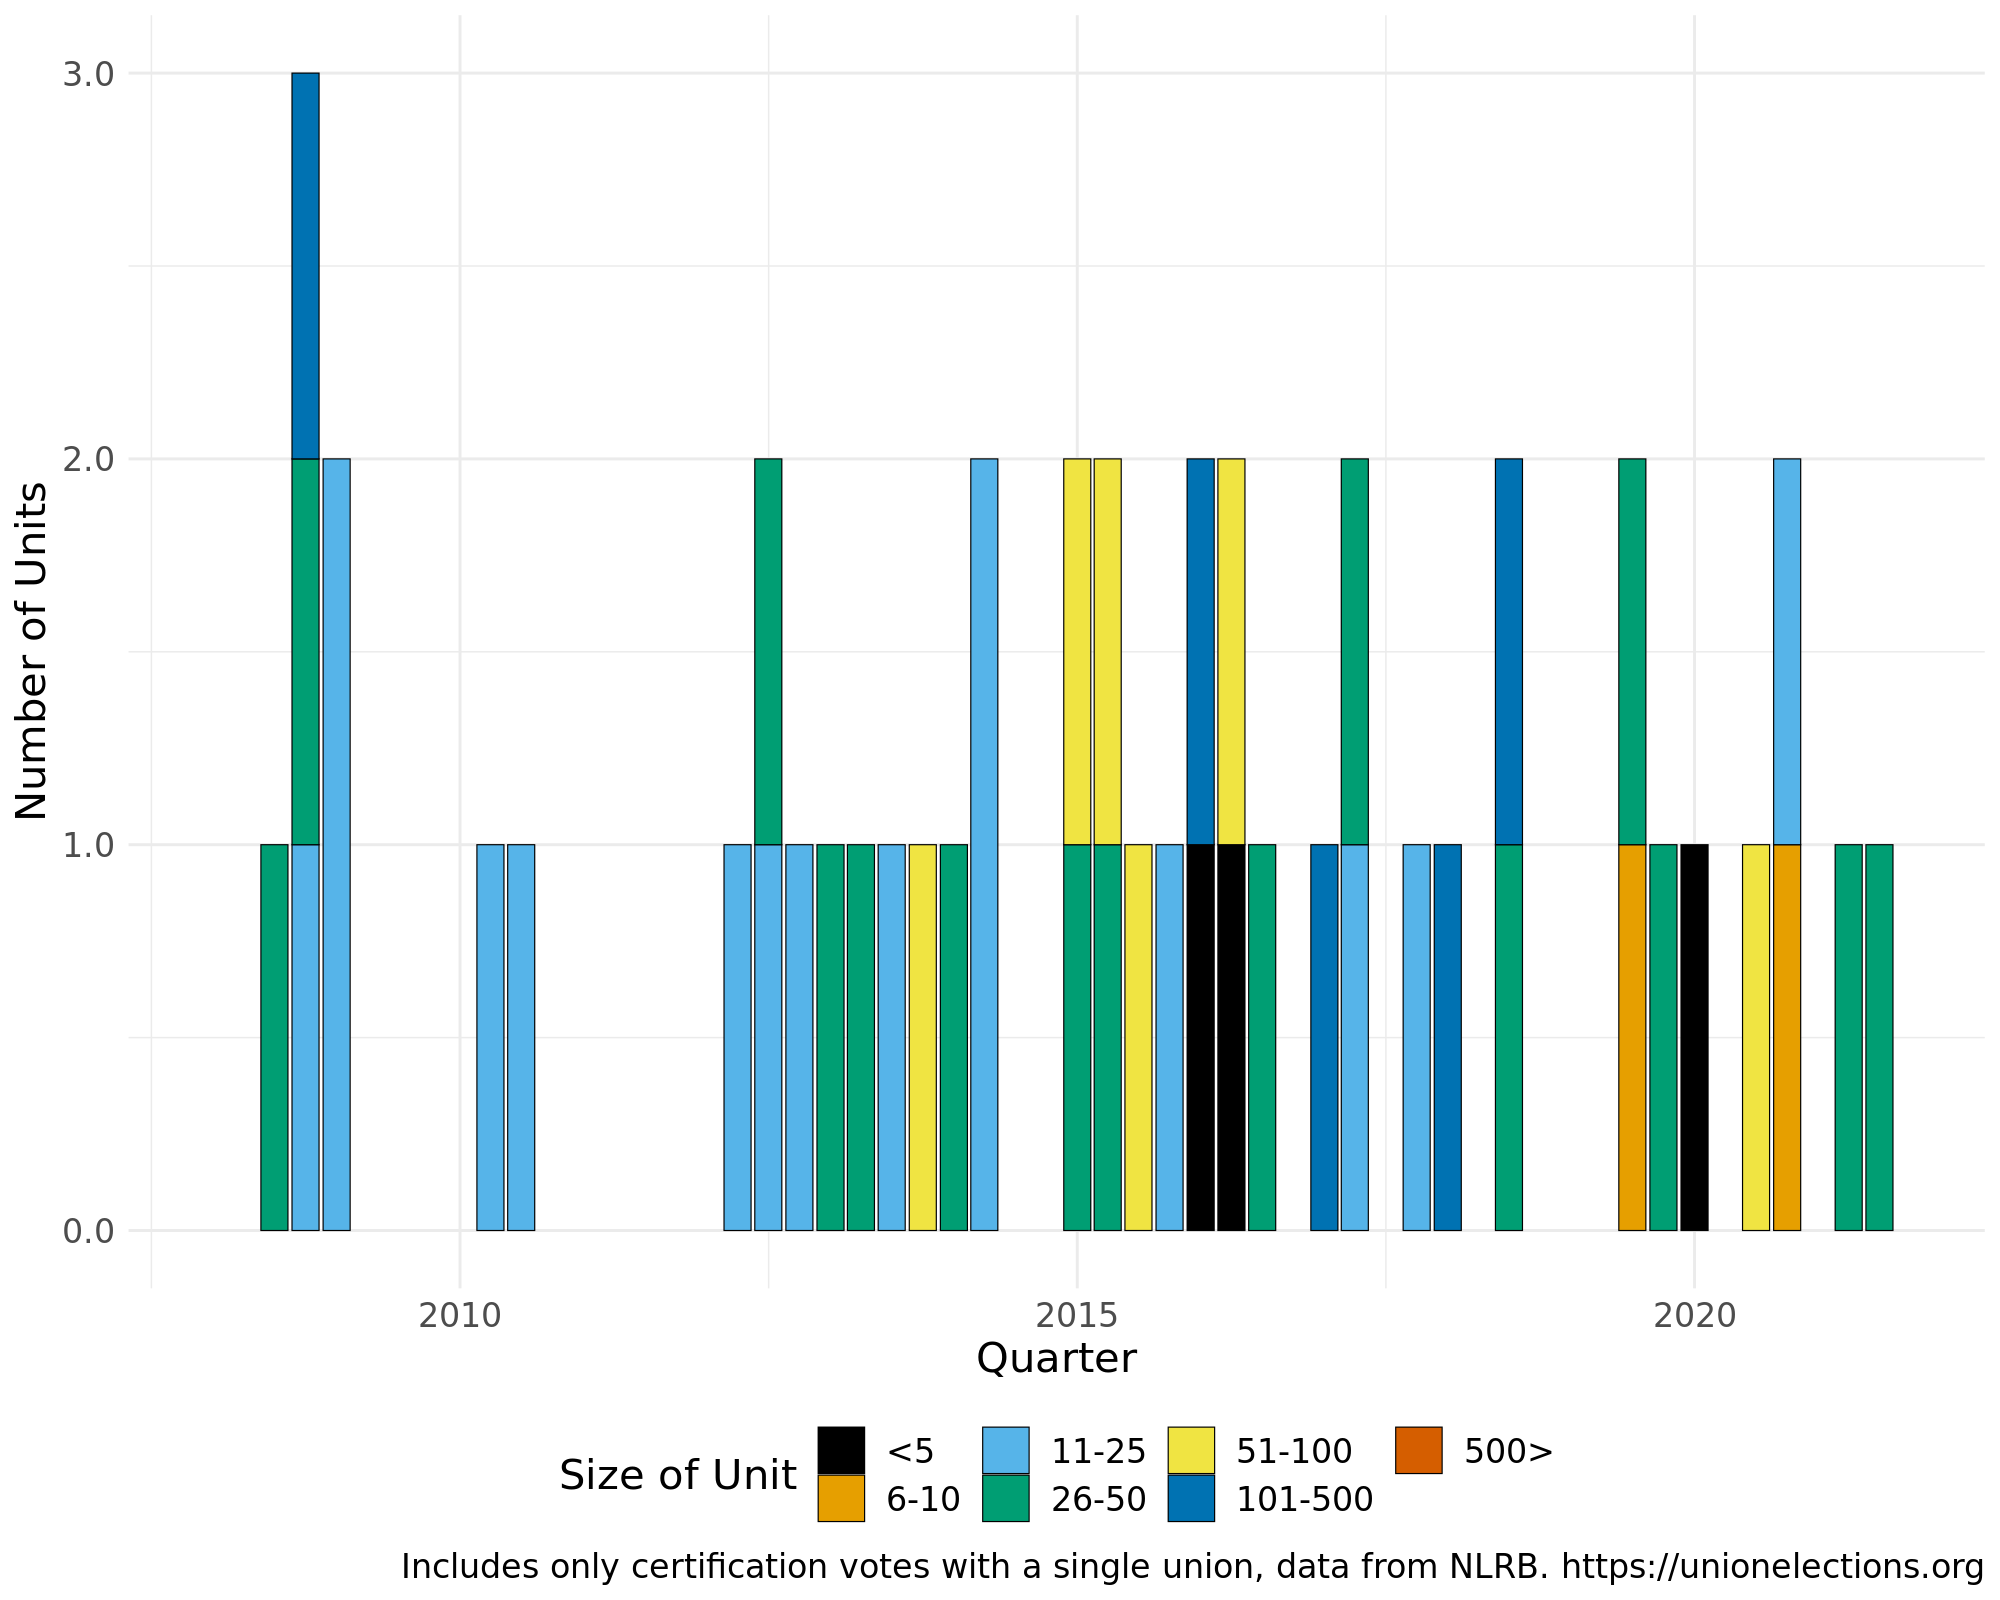 3.0
2.0
1.0
0.0
Number of Units
2010 2015 2020
Quarter
Size of Unit
<5 11-25 51-100 500>
6-10 26-50 101-500
Includes only certification votes with a single union, data from NLRB. https://unionelections.org